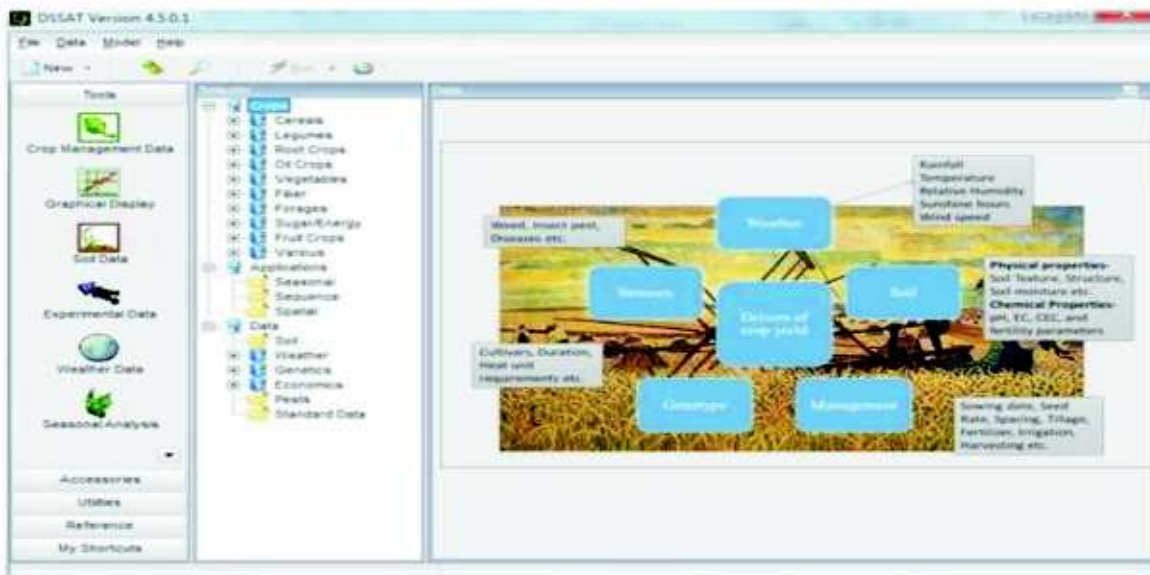 DSSAT Version 4.5.0.1
File Data Model Help
New
Tools
Crop Management Data
Graphical Display
Soil Data
Experimental Data
Weather Data
Seasonal Analysis
Accessories
Utilities
Reference
My Shortcuts
Crops
Cereals
Legumes
Root Crops
Oil Crops
Vegetables
Fiber
Forages
Sugar/Energy
Fruit Crops
Various
Applications
Seasonal
Sequence
Spatial
Data
Soil
Weather
Genetics
Economics
Pests
Standard Data
Data
Rainfall
Temperature
Relative Humidity
Sunshine hours
Wind speed
Weather
Weed, Insect pest,
Diseases etc.
Soil
Physical properties-
Soil Texture, Structure,
Soil moisture etc.
Chemical Properties-
pH, EC, CEC, and
fertility parameters
Drivers of
crop yield
Cultivars, Duration,
Heat unit
requirements etc
Genotype
Management
Sowing date, Seed
Rate, Spacing, Tillage,
Fertilizer, Irrigation,
Harvesting etc.